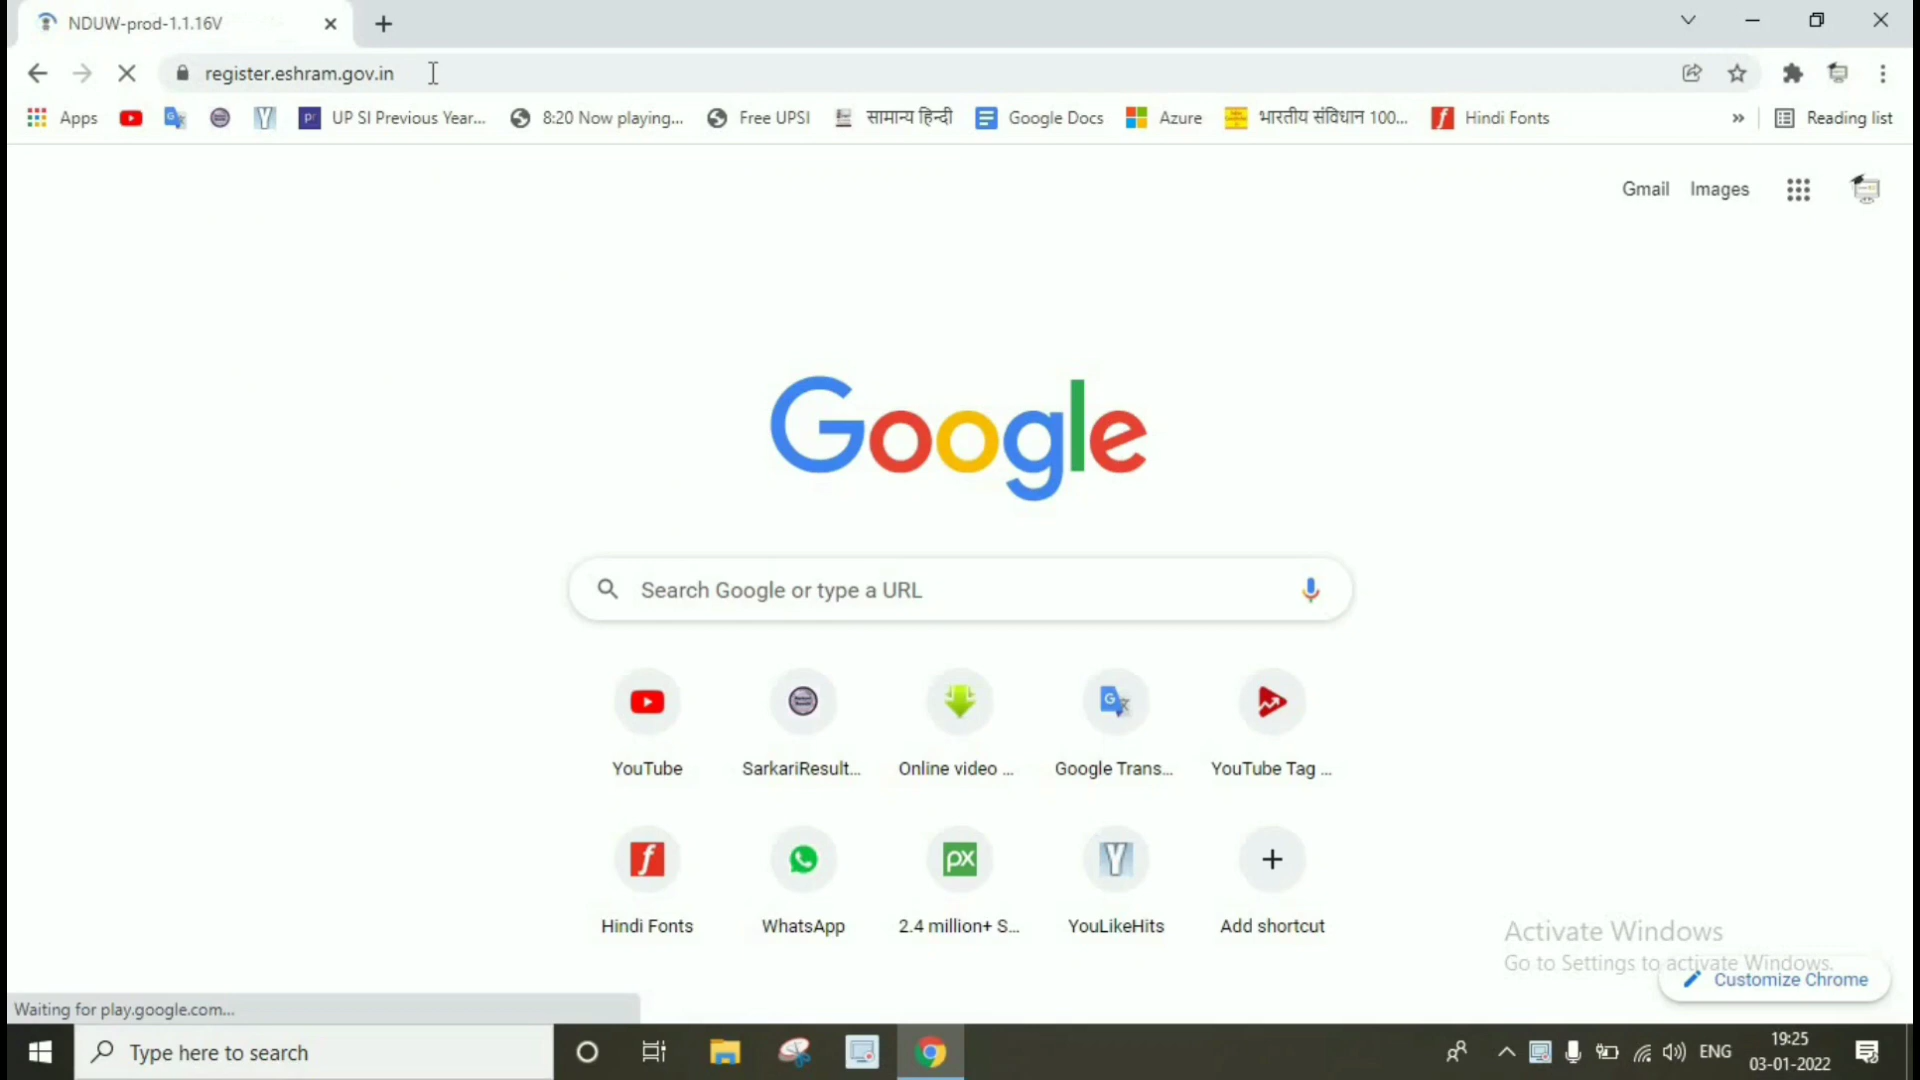 NDUW-prod-1.1.16V
register.eshram.gov.in
Apps
UP SI Previous Year...
8:20 Now playing...
Free UPSI
सामान्य हिन्दी
Google Docs
Azure
भारतीय संविधान 100...
Hindi Fonts
»
Reading list
Gmail Images
Google
Search Google or type a URL
YouTube
SarkariResult...
Online video ...
Google Trans...
YouTube Tag ...
Hindi Fonts
WhatsApp
px
2.4 million+ S...
YouLikeHits
Add shortcut
Activate Windows
Go to Settings to activate Windows.
Customize Chrome
Waiting for play.google.com...
Type here to search
ENG
19:25
03-01-2022